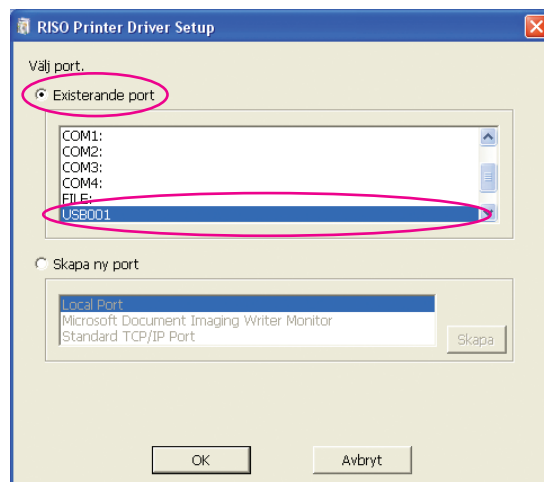 RISO Printer Driver Setup
Välj port.
Existerande port
COM1:
COM2:
COM3:
COM4:
FILE:
USB001
Skapa ny port
Local Port
Microsoft Document Imaging Writer Monitor
Standard TCP/IP Port
Skapa
OK
Avbryt